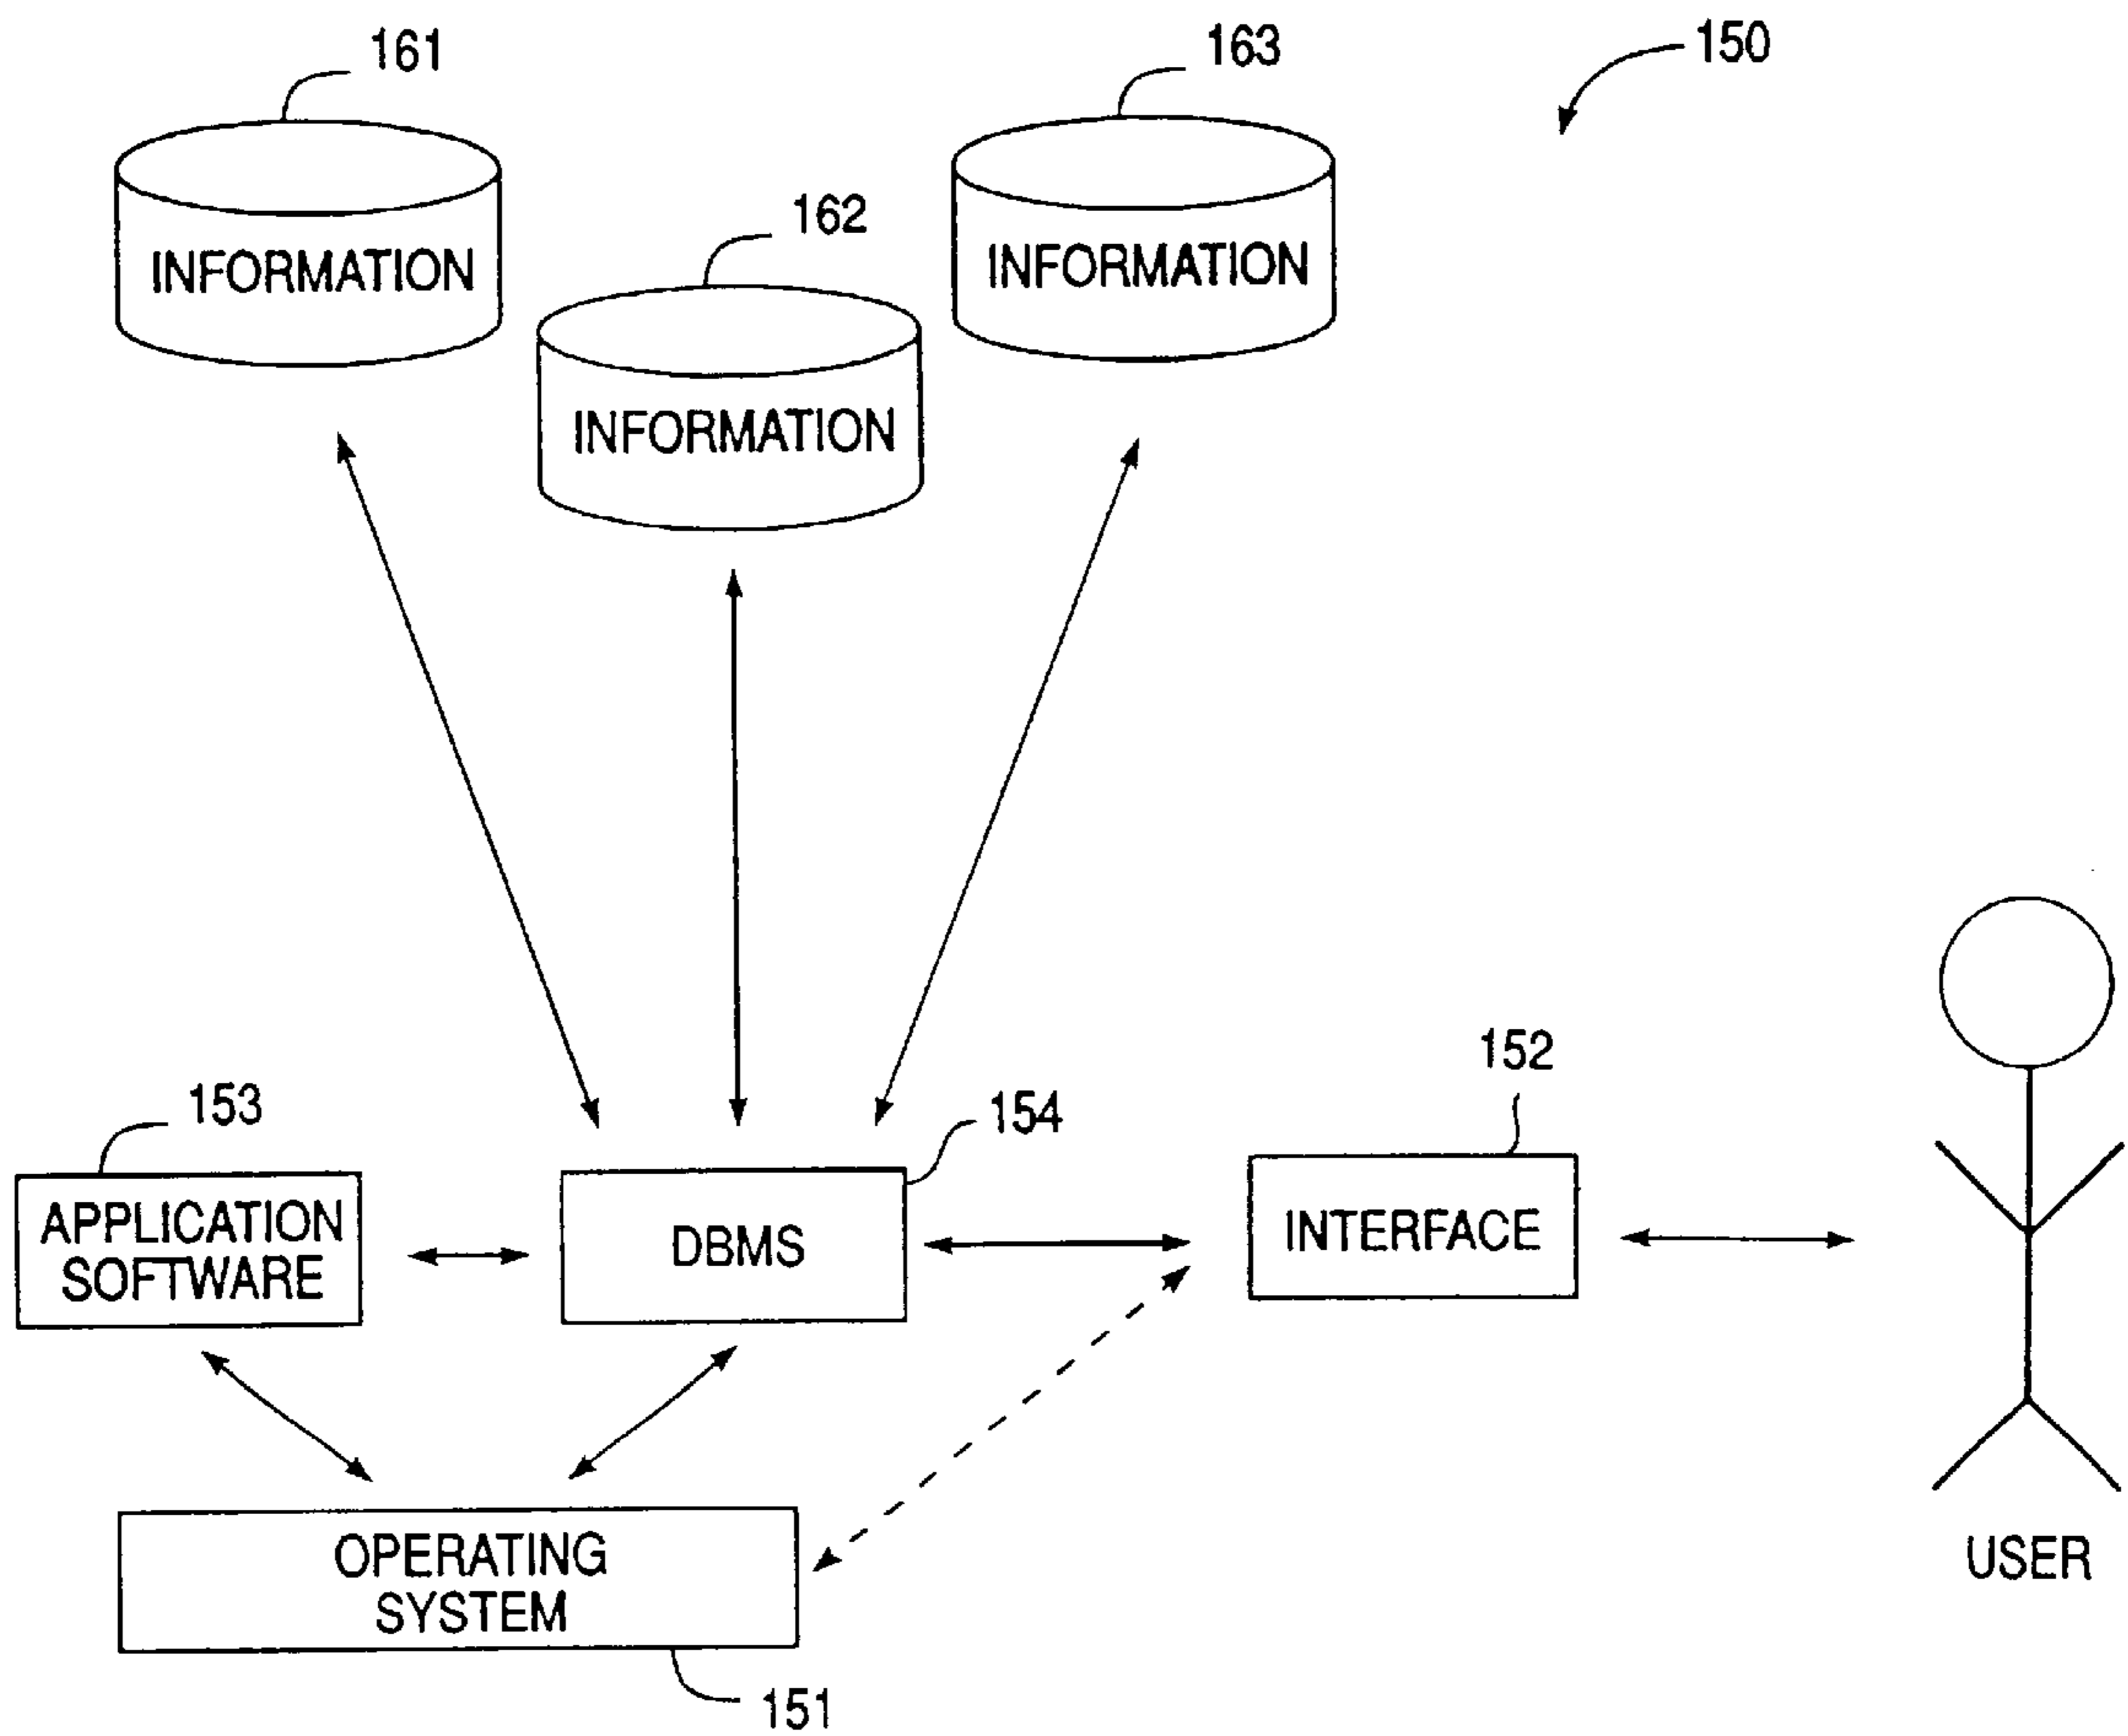 161
163
150
162
INFORMATION
INFORMATION
INFORMATION
152
153
154
APPLICATION
SOFTWARE
DBMS
INTERFACE
OPERATING
SYSTEM
USER
151